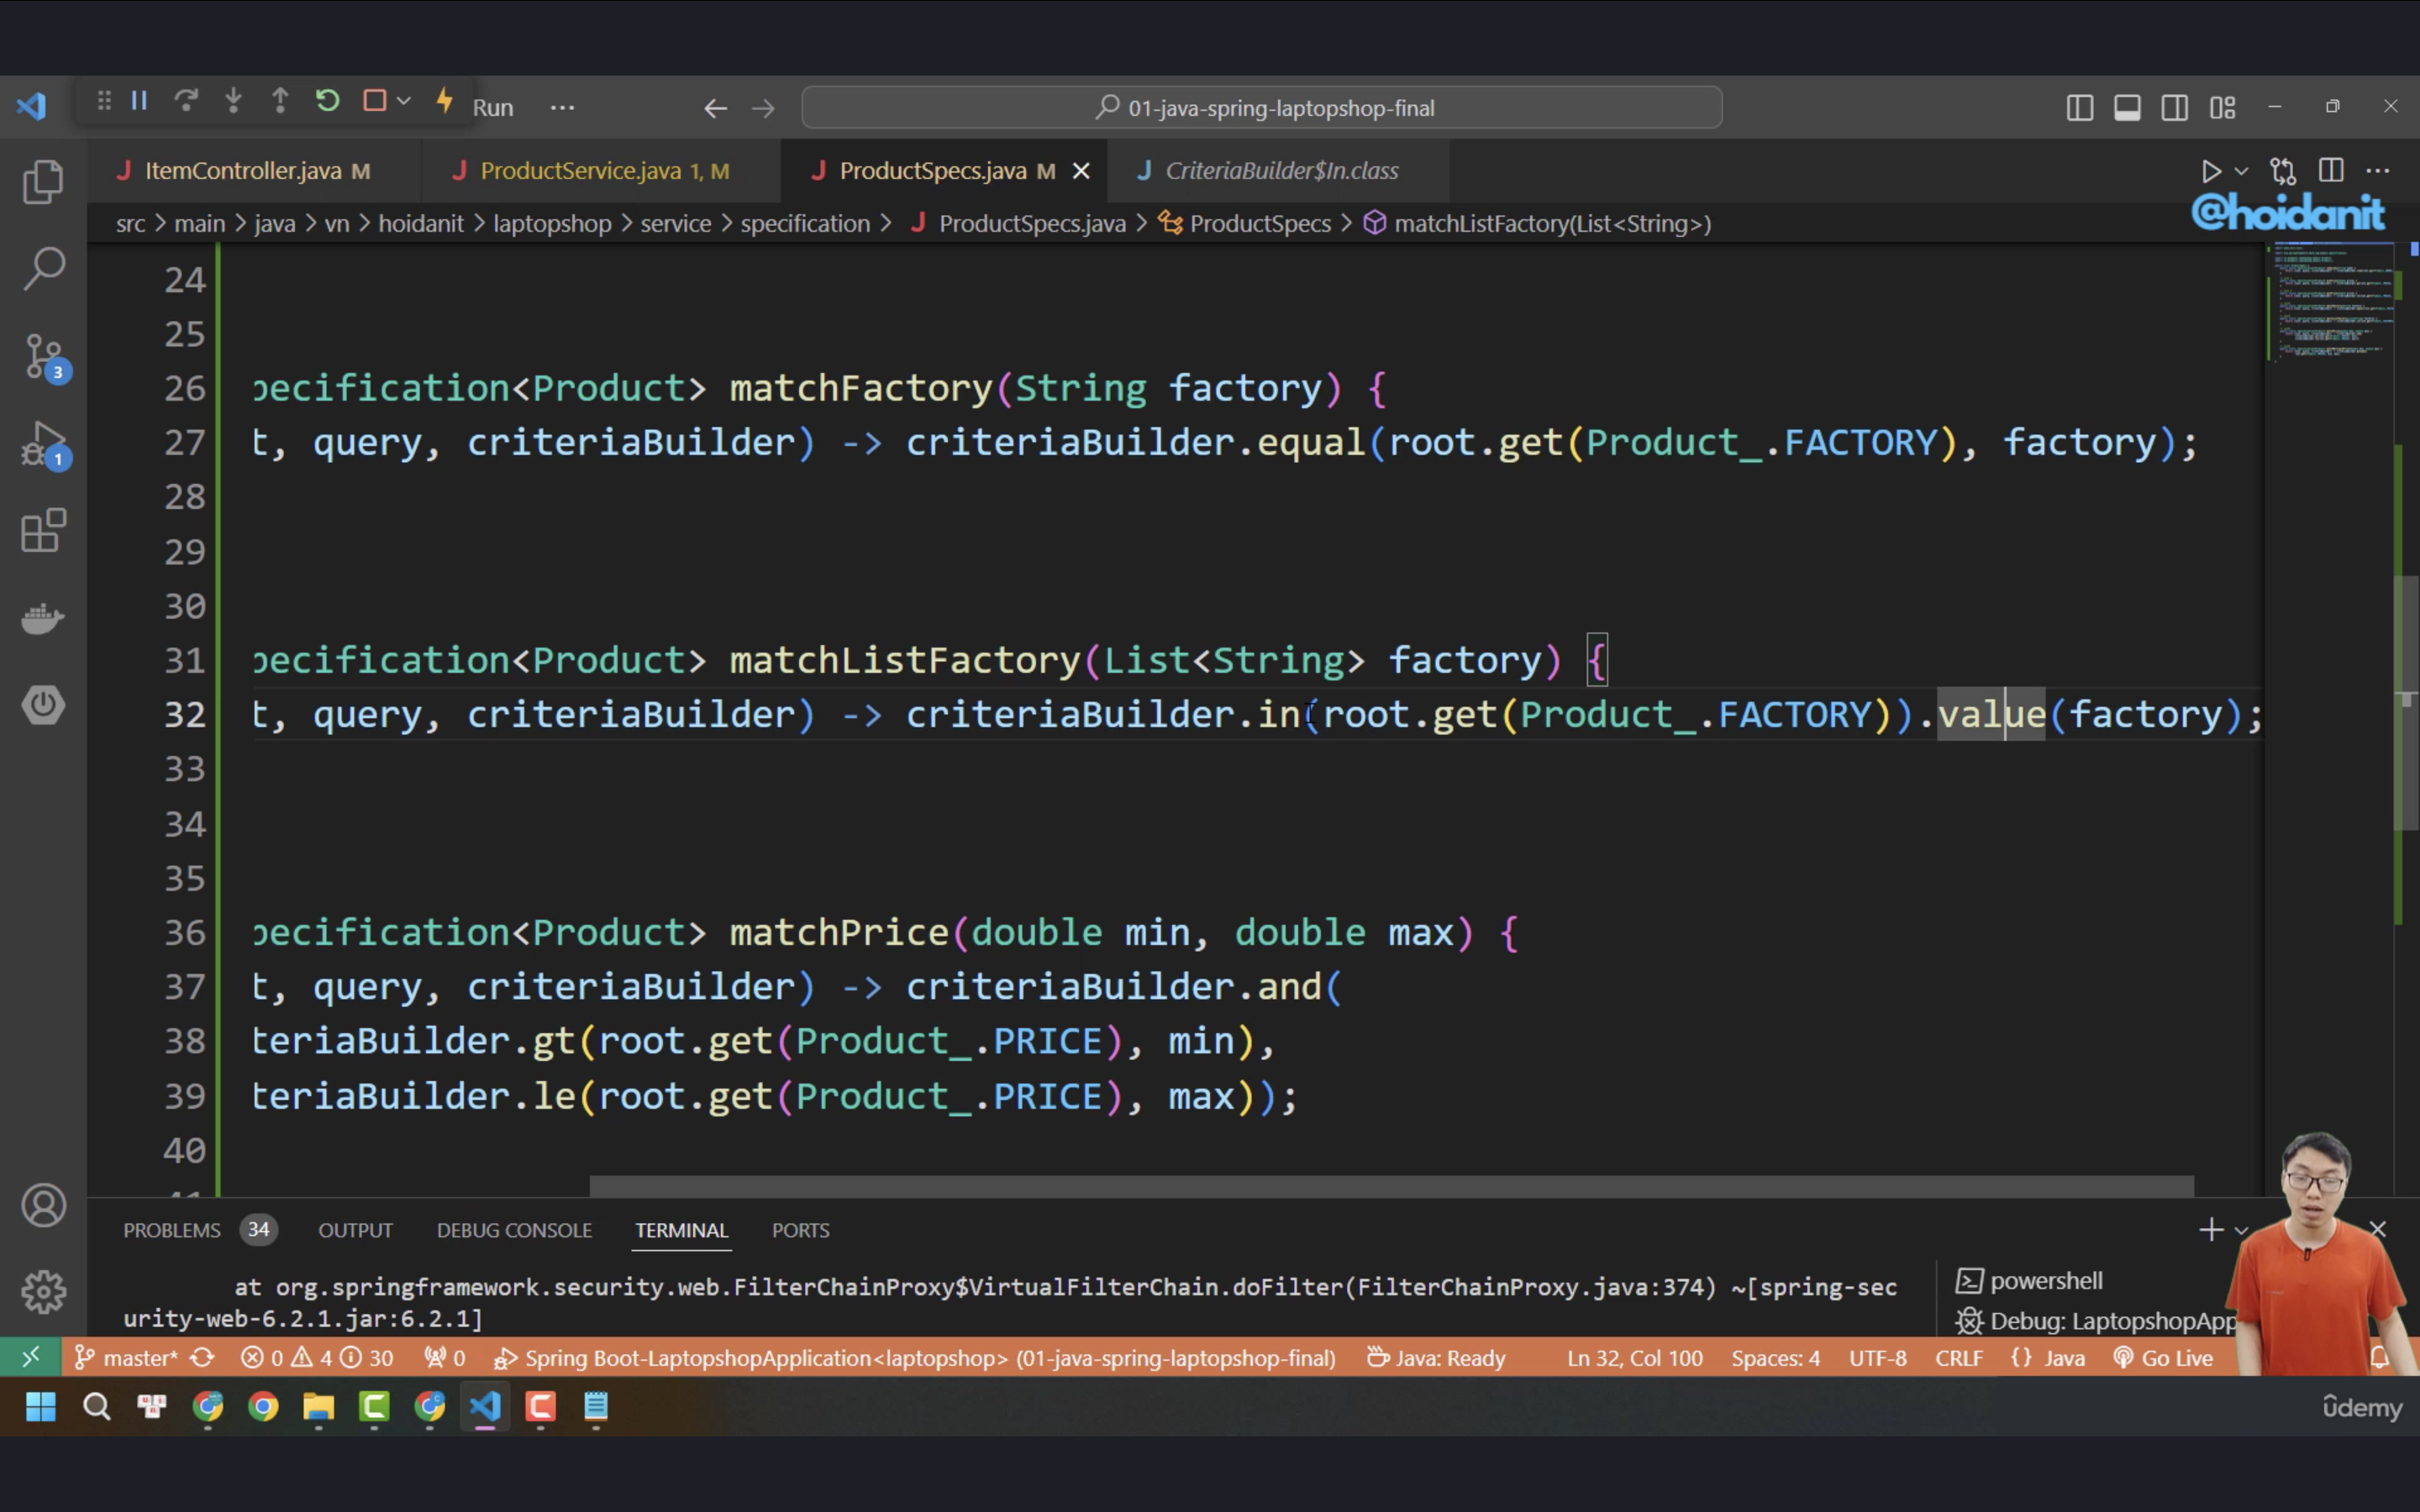 Run ...
01-java-spring-laptopshop-final
ItemController.java M
ProductService.java 1, M
ProductSpecs.java M
CriteriaBuilder$In.class
@hoidanit
src > main > java > vn > hoidanit > laptopshop > service > specification > ProductSpecs.java > ProductSpecs > matchListFactory(List<String>)
24
25
26 pecification<Product> matchFactory(String factory) {
27 t, query, criteriaBuilder) -> criteriaBuilder.equal(root.get(Product_.FACTORY), factory);
28
29
30
31 pecification<Product> matchListFactory(List<String> factory) {
32 t, query, criteriaBuilder) -> criteriaBuilder.in(root.get(Product_.FACTORY)).value(factory);
33
34
35
36 pecification<Product> matchPrice(double min, double max) {
37 t, query, criteriaBuilder) -> criteriaBuilder.and(
38 teriaBuilder.gt(root.get(Product_.PRICE), min),
39 teriaBuilder.le(root.get(Product_.PRICE), max));
40
3
1
PROBLEMS 34 OUTPUT DEBUG CONSOLE TERMINAL PORTS
at org.springframework.security.web.FilterChainProxy$VirtualFilterChain.doFilter(FilterChainProxy.java:374) ~[spring-sec
urity-web-6.2.1.jar:6.2.1]
powershell
Debug: LaptopshopApp
master* 0 4 30 0 Spring Boot-LaptopshopApplication<laptopshop> (01-java-spring-laptopshop-final) Java: Ready Ln 32, Col 100 Spaces: 4 UTF-8 CRLF {} Java Go Live
ûdemy